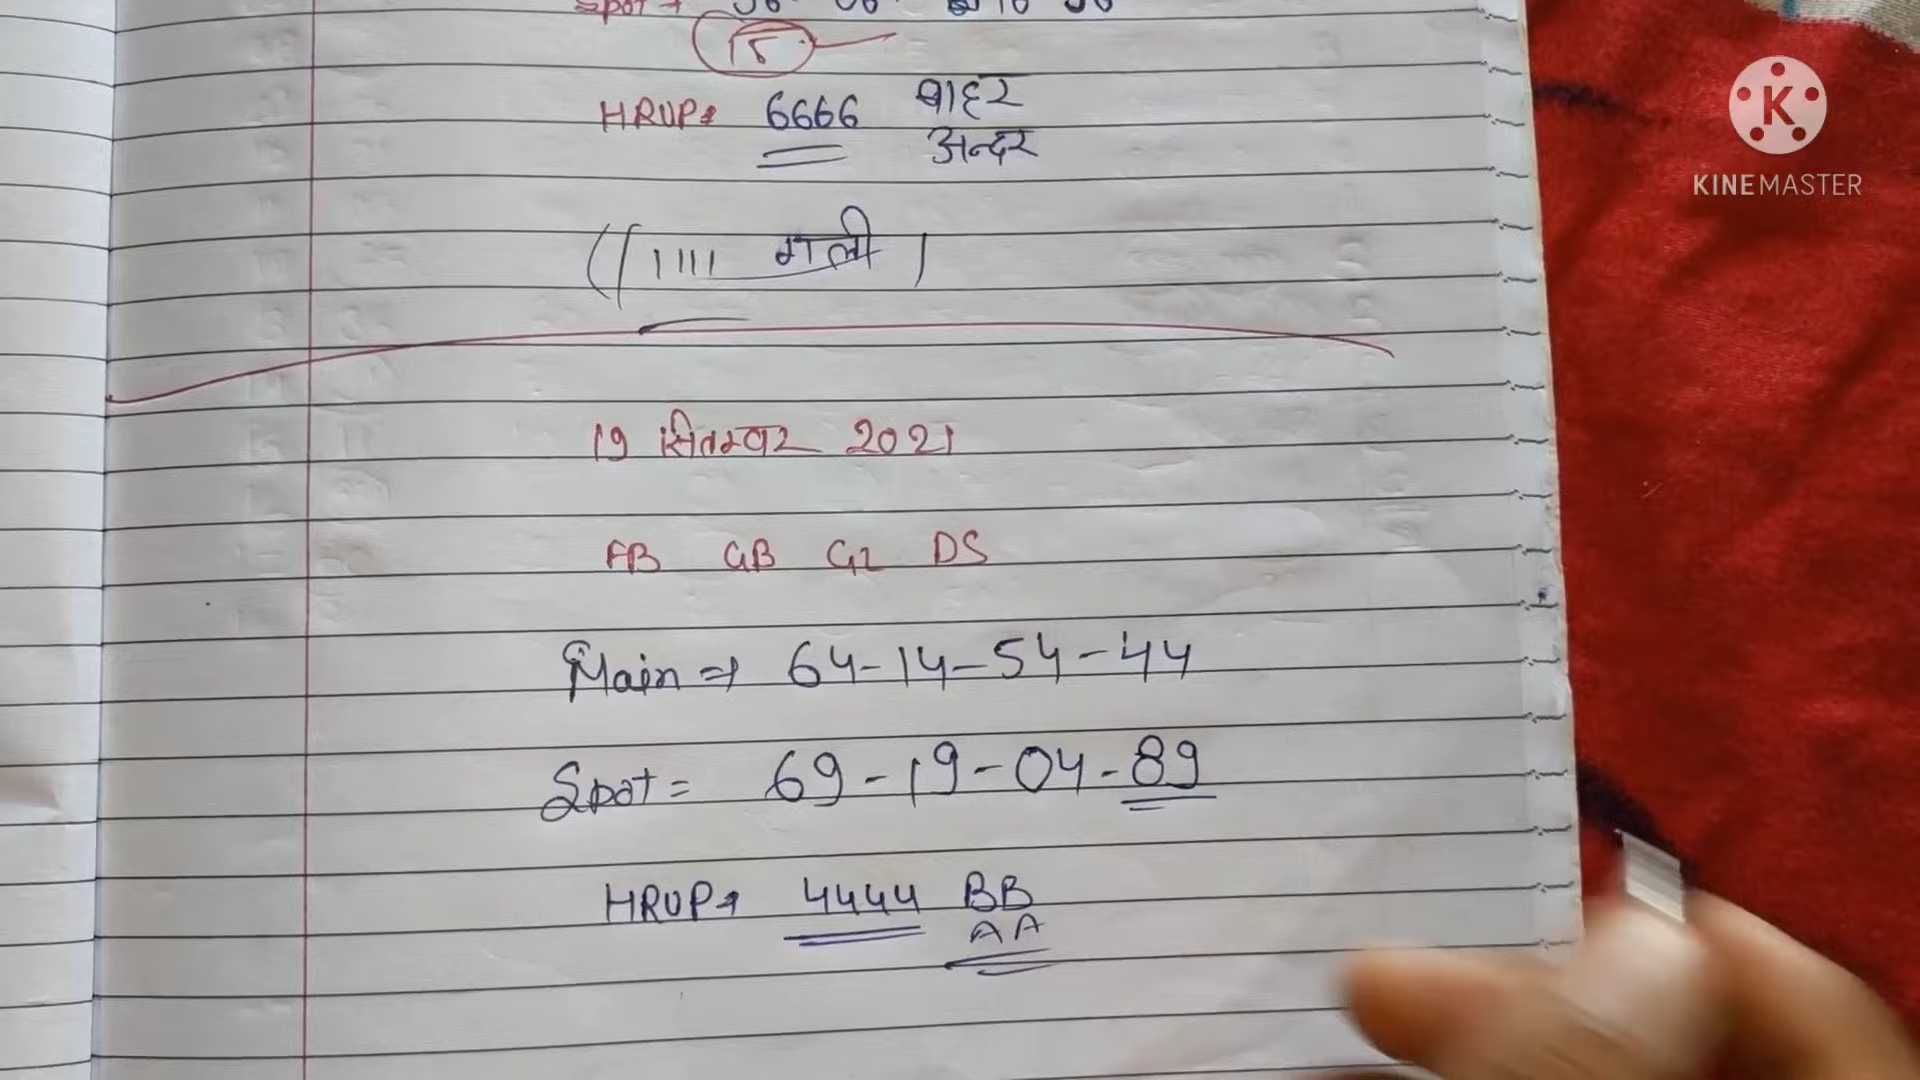 Spot →
15
HRUP→ 6666 बाहर
अन्दर
1111 गली
19 सितम्बर 2021
FB GB GL DS
Main ⇒ 64-14-54-44
Spot = 69-19-04-89
HRUP→ 4444 BB
AA
K
KINEMASTER